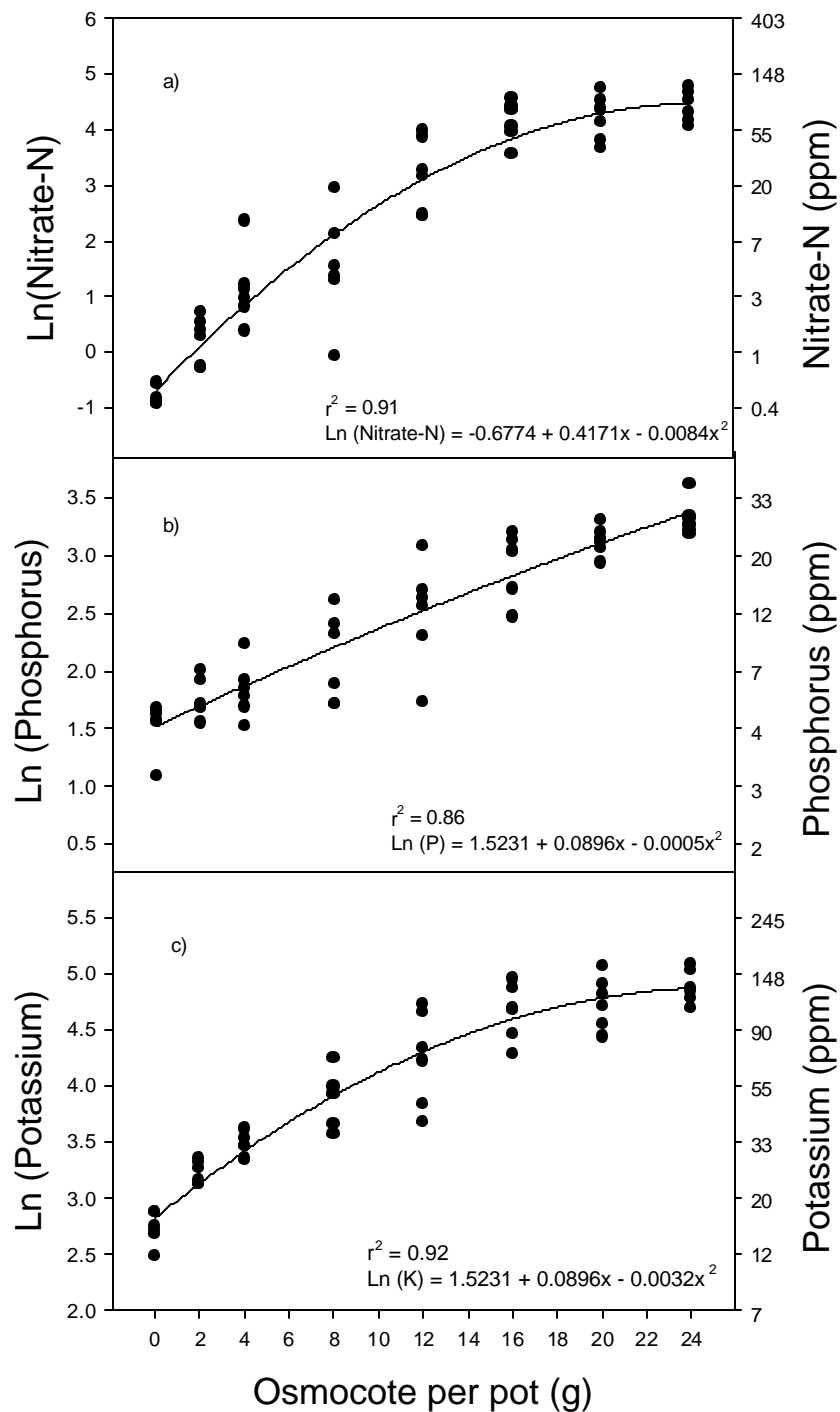 a)
Ln(Nitrate-N)
6
5
4
3
2
1
0
-1
403
148
55
20
7
3
1
0.4
Nitrate-N (ppm)
r² = 0.91
Ln (Nitrate-N) = -0.6774 + 0.4171x - 0.0084x²
b)
Ln (Phosphorus)
3.5
3.0
2.5
2.0
1.5
1.0
0.5
33
20
12
7
4
3
2
Phosphorus (ppm)
r² = 0.86
Ln (P) = 1.5231 + 0.0896x - 0.0005x²
c)
Ln (Potassium)
5.5
5.0
4.5
4.0
3.5
3.0
2.5
2.0
245
148
90
55
33
20
12
7
Potassium (ppm)
r² = 0.92
Ln (K) = 1.5231 + 0.0896x - 0.0032x²
0 2 4 6 8 10 12 14 16 18 20 22 24
Osmocote per pot (g)